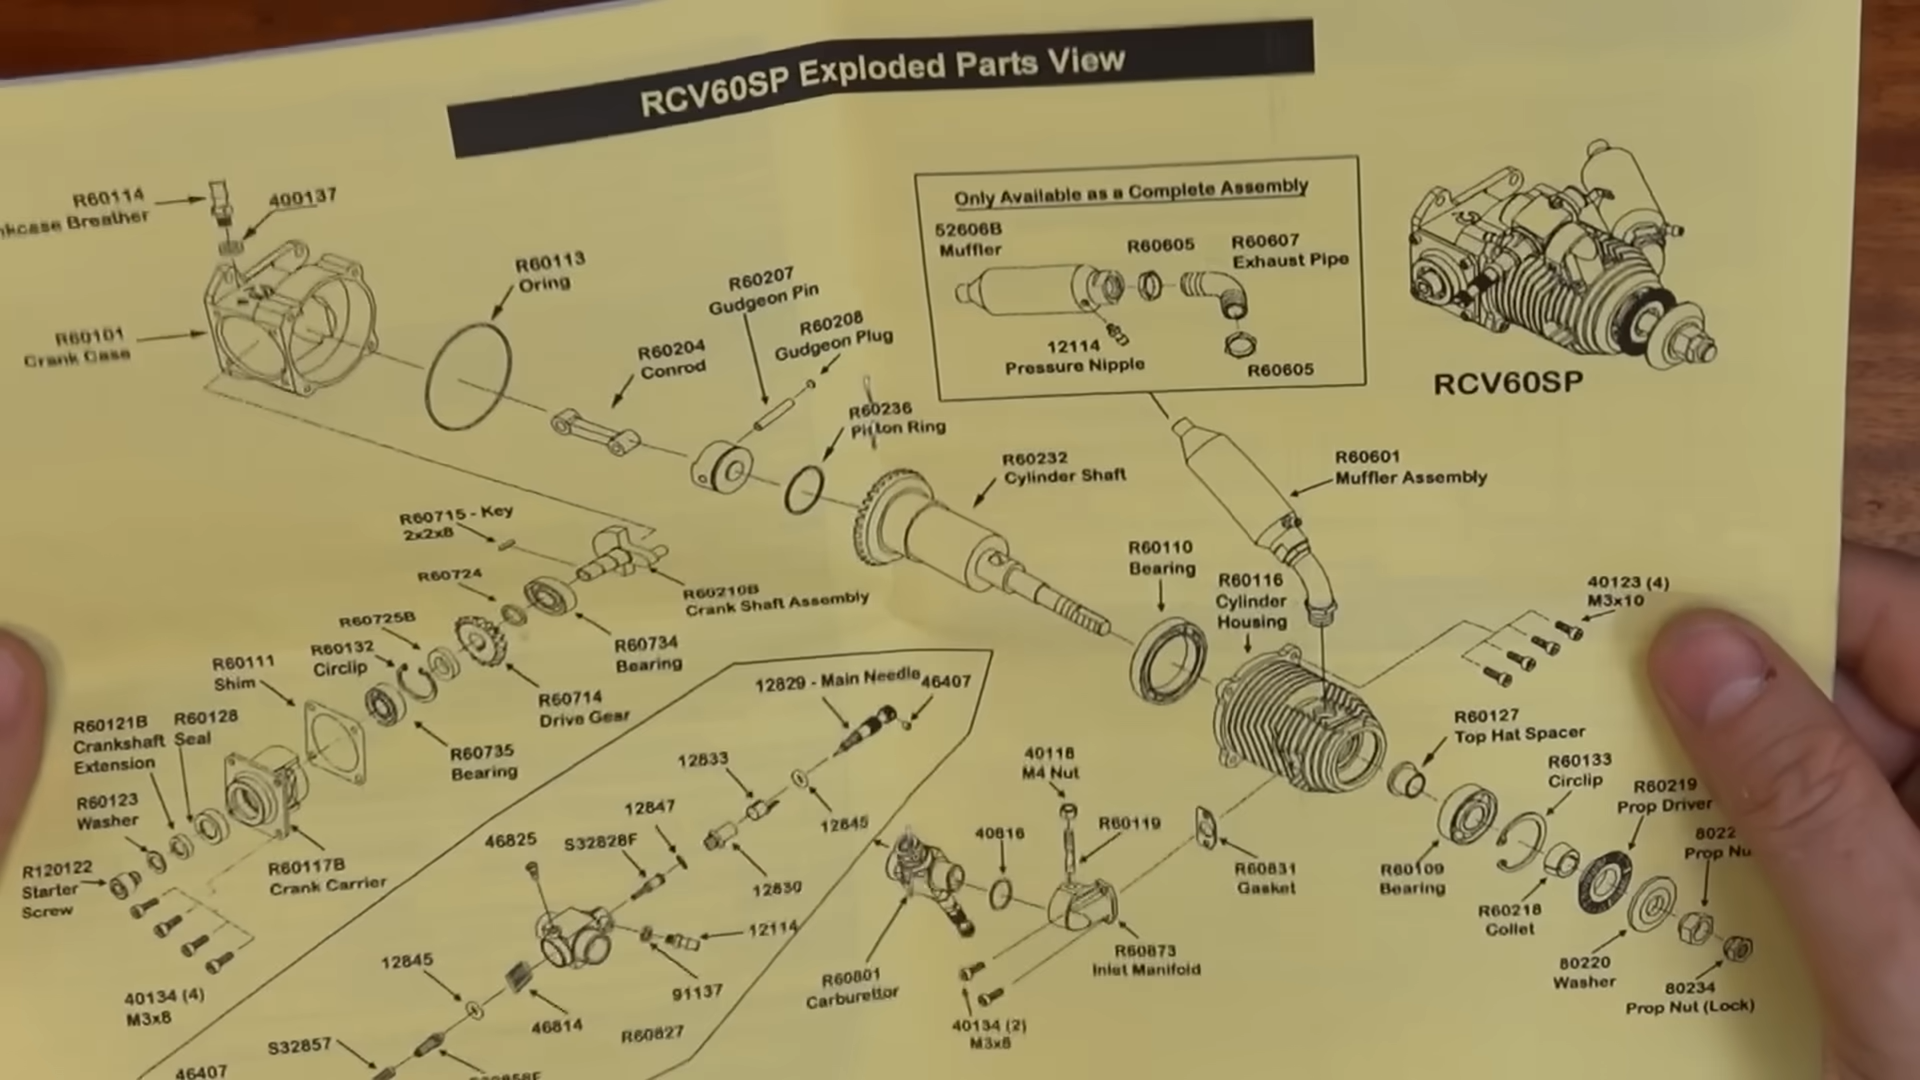 RCV60SP Exploded Parts View
R60114
Breather
400137
R60101
Crank Case
R60113
Oring
R60204
Conrod
R60207
Gudgeon Pin
R60208
Gudgeon Plug
R60236
Piston Ring
R60232
Cylinder Shaft
Only Available as a Complete Assembly
52606B
Muffler
R60605
R60607
Exhaust Pipe
12114
Pressure Nipple
R60605
RCV60SP
R60601
Muffler Assembly
R60715 - Key
2x2x8
R60724
R60725B
R60132
Circlip
R60111
Shim
R60210B
Crank Shaft Assembly
R60734
Bearing
R60714
Drive Gear
R60735
Bearing
R60121B
Crankshaft
Extension
R60128
Seal
R60123
Washer
R120122
Starter
Screw
R60117B
Crank Carrier
40134 (4)
M3x8
R60110
Bearing
R60116
Cylinder
Housing
40123 (4)
M3x10
R60127
Top Hat Spacer
R60133
Circlip
R60219
Prop Driver
8022
Prop Nu
R60109
Bearing
R60218
Collet
80220
Washer
80234
Prop Nut (Lock)
12829 - Main Needle
46407
12833
12847
12845
S32828F
46825
12830
12114
91137
12845
46814
R60827
S32857
46407
40118
M4 Nut
R60119
40816
R60831
Gasket
R60801
Carburettor
R60873
Inlet Manifold
40134 (2)
M3x8